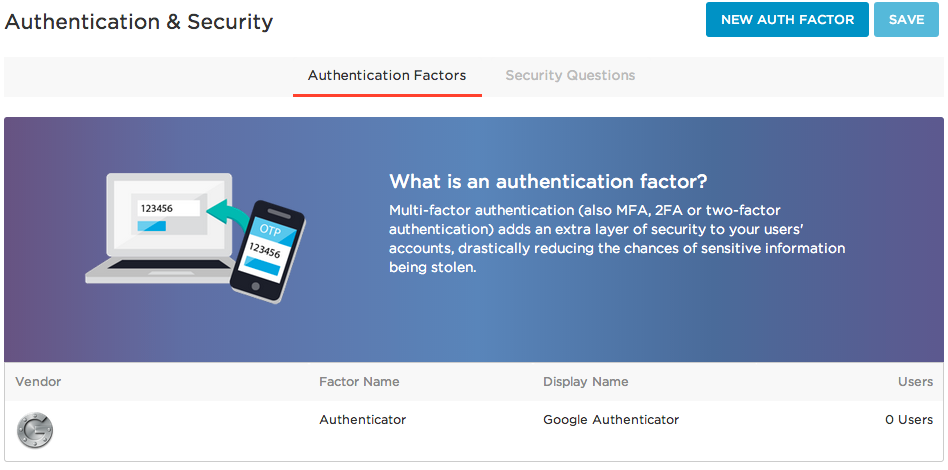 Authentication & Security
NEW AUTH FACTOR
SAVE
Authentication Factors
Security Questions
123456
OTP
123456
What is an authentication factor?
Multi-factor authentication (also MFA, 2FA or two-factor
authentication) adds an extra layer of security to your users'
accounts, drastically reducing the chances of sensitive information
being stolen.
Vendor Factor Name Display Name Users
Authenticator Google Authenticator 0 Users